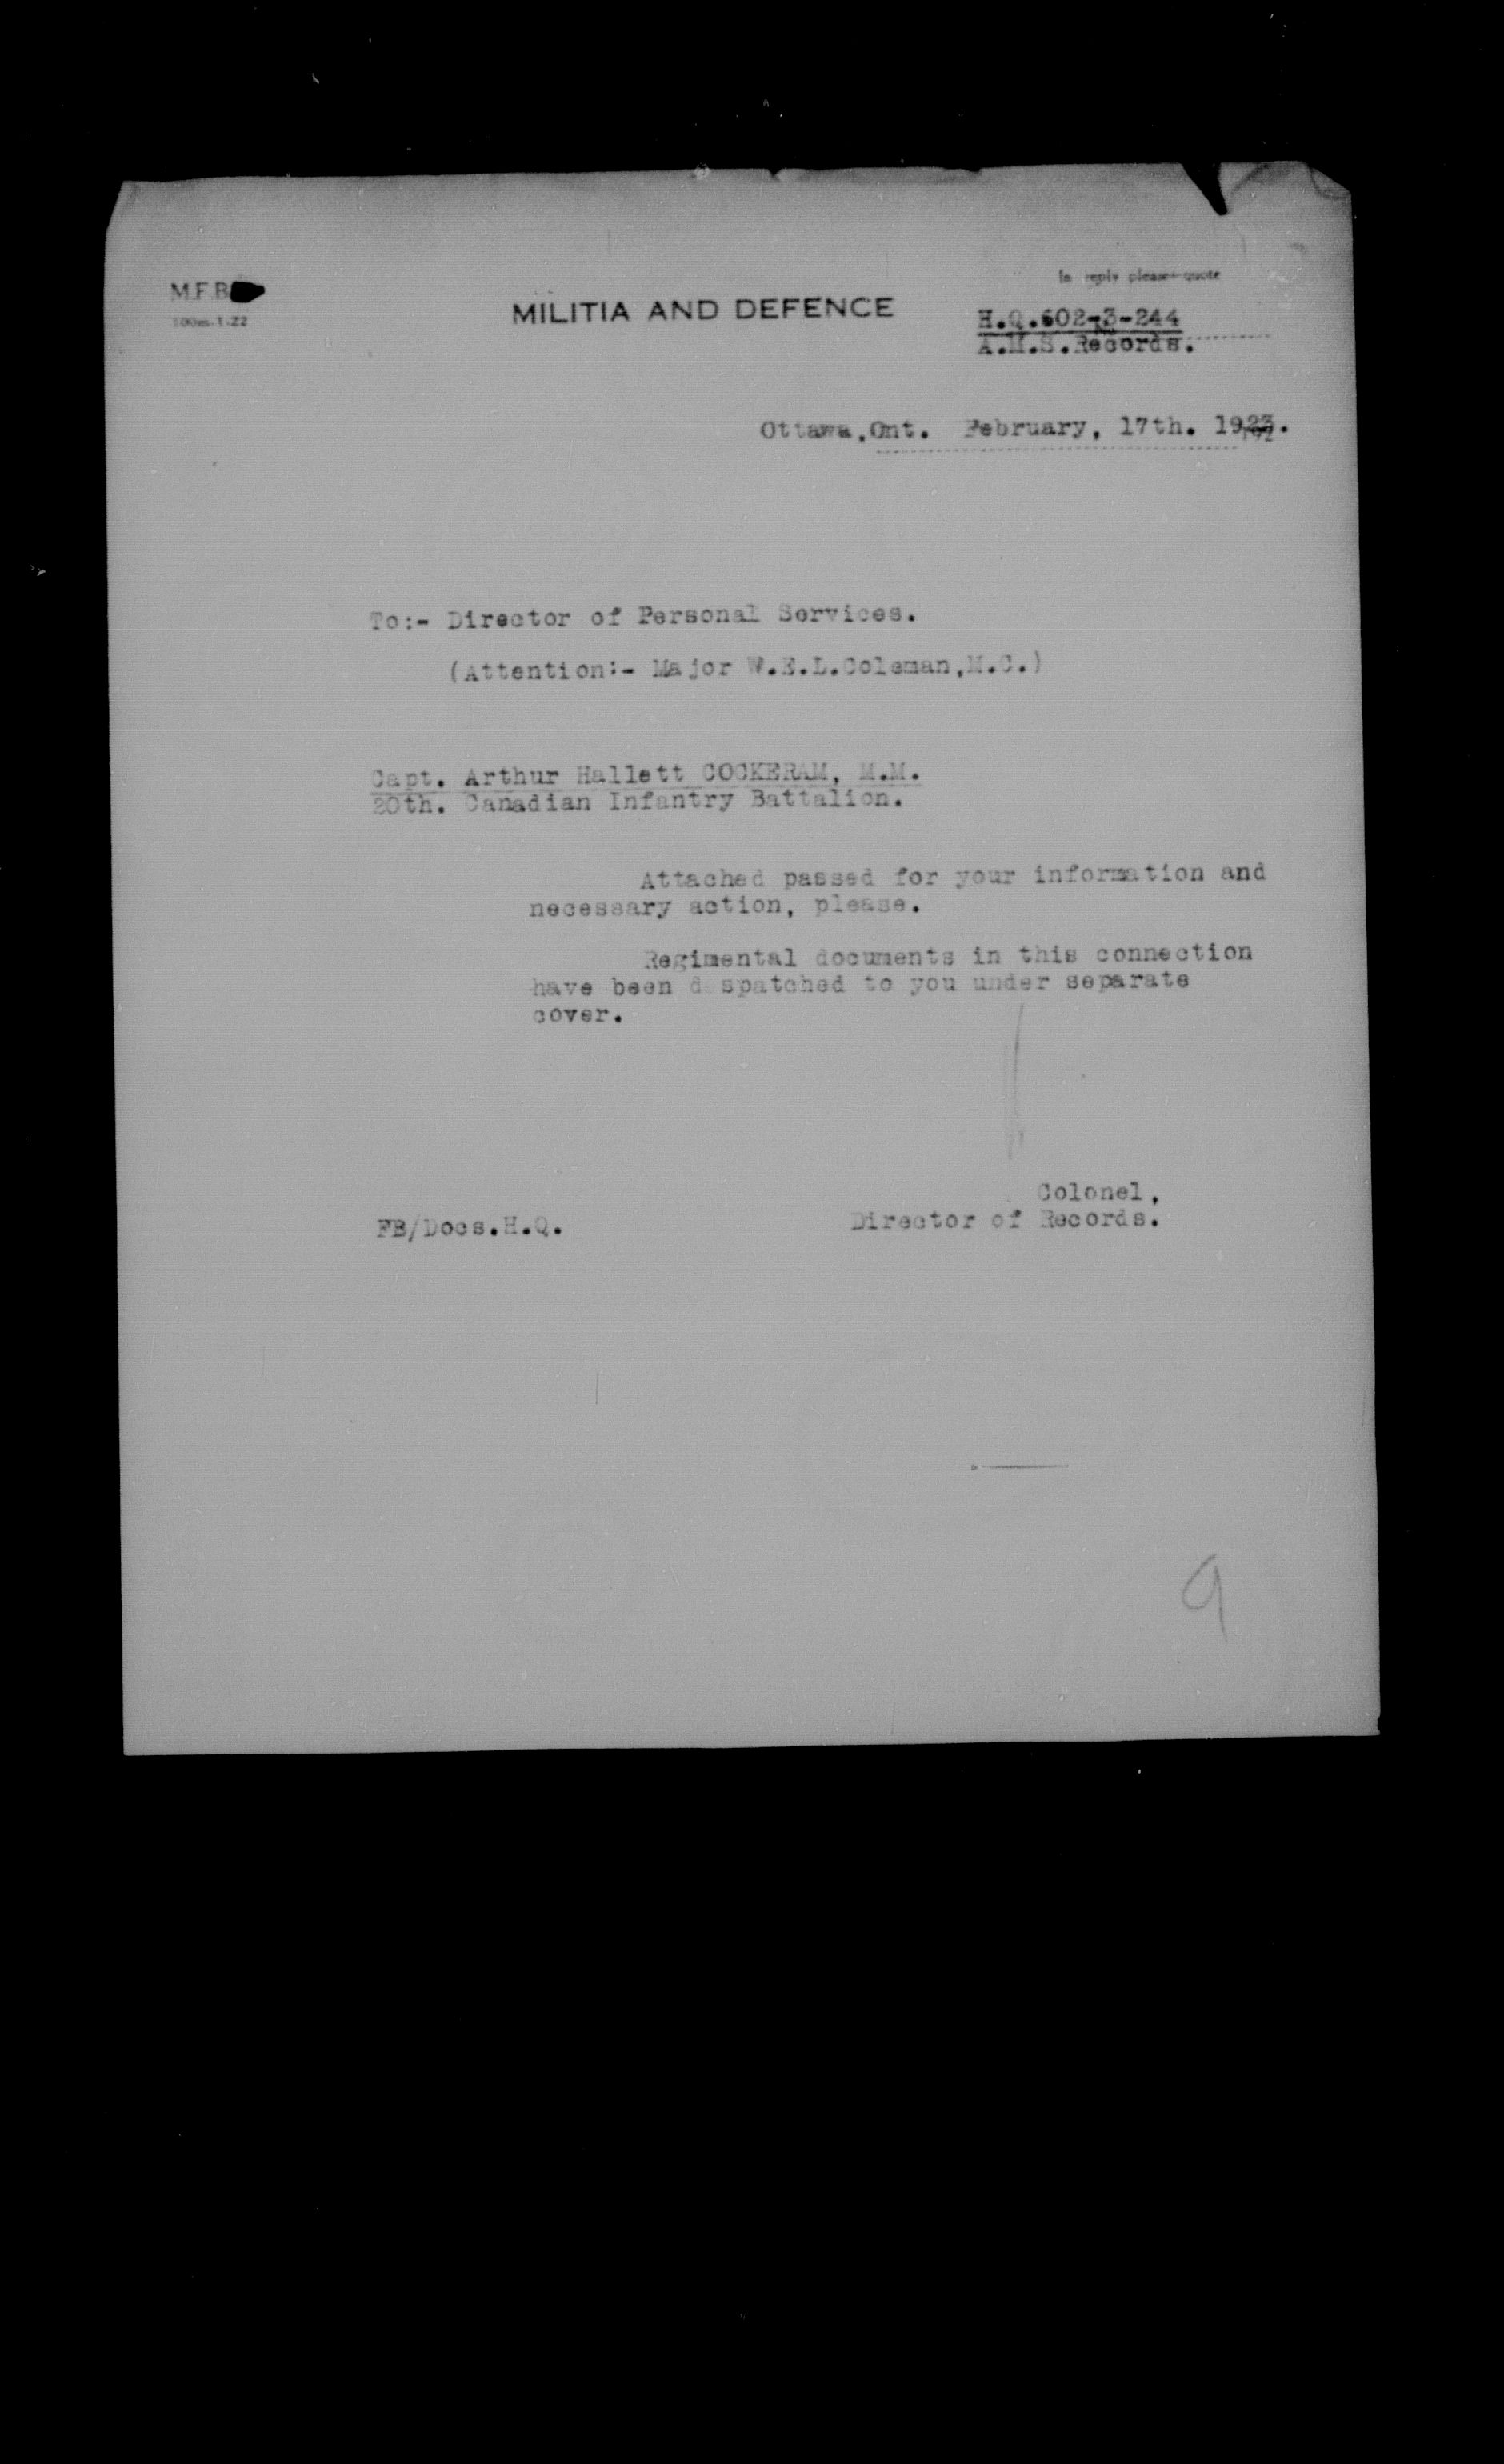 M.F.B.
100m-1-22
In reply please quote
MILITIA AND DEFENCE
H.Q.602-3-244
A.M.S.Records.
Ottawa,Ont. February, 17th. 1923.
To:- Director of Personal Services.
(Attention:- Major W.E.L.Coleman,M.C.)
Capt. Arthur Hallett COCKERAM, M.M.
20th. Canadian Infantry Battalion.
Attached passed for your information and
necessary action, please.
Regimental documents in this connection
have been despatched to you under separate
cover.
Colonel,
FB/Docs.H.Q. Director of Records.
9